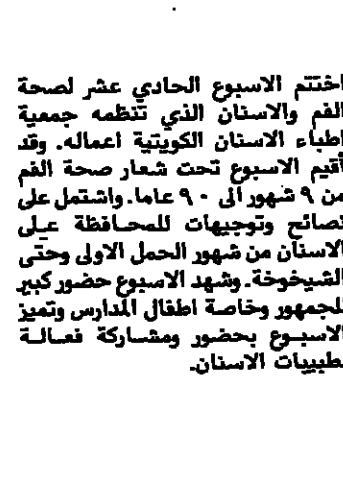 اختتم الاسبوع الحادي عشر لصحة
الفم والاسنان الذي تنظمه جمعية
اطباء الاسنان الكويتية اعماله. وقد
أقيم الاسبوع تحت شعار صحة الفم
من ٩ شهور الى ٩٠ عاما. واشتمل على
نصائح وتوجيهات للمحافظة على
الاسنان من شهور الحمل الاولى وحتى
الشيخوخة. وشهد الاسبوع حضور كبير
للجمهور وخاصة اطفال المدارس وتميز
الاسبوع بحضور ومشاركة فعالة
لطبيبات الاسنان.